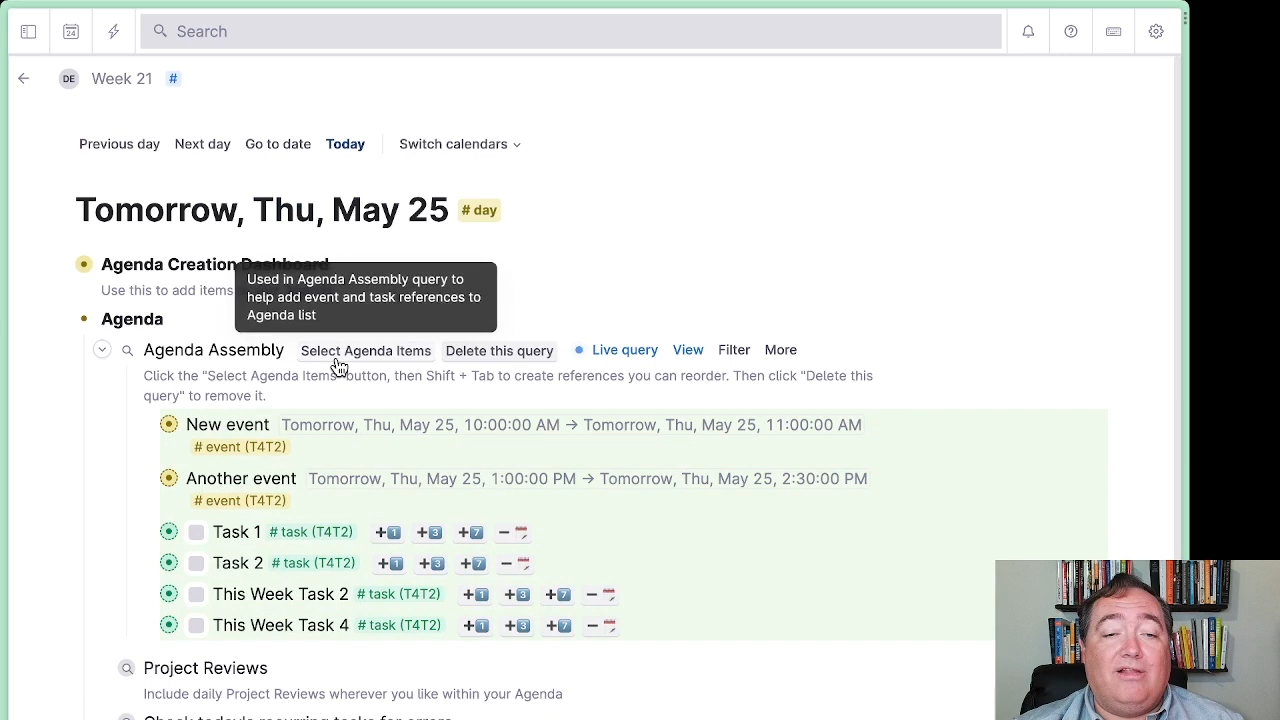 24 Search
DE Week 21 #
Previous day Next day Go to date Today Switch calendars
Tomorrow, Thu, May 25 # day
Agenda Creation Dashboard
Use this to add items
Used in Agenda Assembly query to
help add event and task references to
Agenda list
Agenda
Agenda Assembly Select Agenda Items Delete this query Live query View Filter More
Click the "Select Agenda Items" button, then Shift + Tab to create references you can reorder. Then click "Delete this
query" to remove it.
New event Tomorrow, Thu, May 25, 10:00:00 AM → Tomorrow, Thu, May 25, 11:00:00 AM
# event (T4T2)
Another event Tomorrow, Thu, May 25, 1:00:00 PM → Tomorrow, Thu, May 25, 2:30:00 PM
# event (T4T2)
Task 1 # task (T4T2) +1 +3 +7 −
Task 2 # task (T4T2) +1 +3 +7 −
This Week Task 2 # task (T4T2) +1 +3 +7 −
This Week Task 4 # task (T4T2) +1 +3 +7 −
Project Reviews
Include daily Project Reviews wherever you like within your Agenda
Check today's recurring tasks for errors